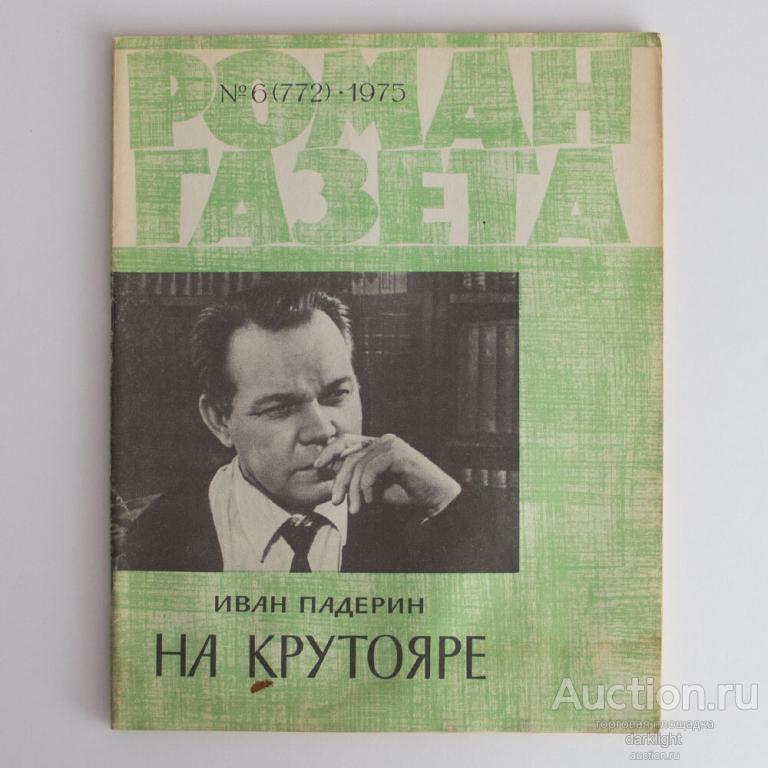 РОМАН
№6(772)·1975
ГАЗЕТА
ИВАН ПАДЕРИН
НА КРУТОЯРЕ
Auction.ru
торговая площадка
darklight
auction.ru